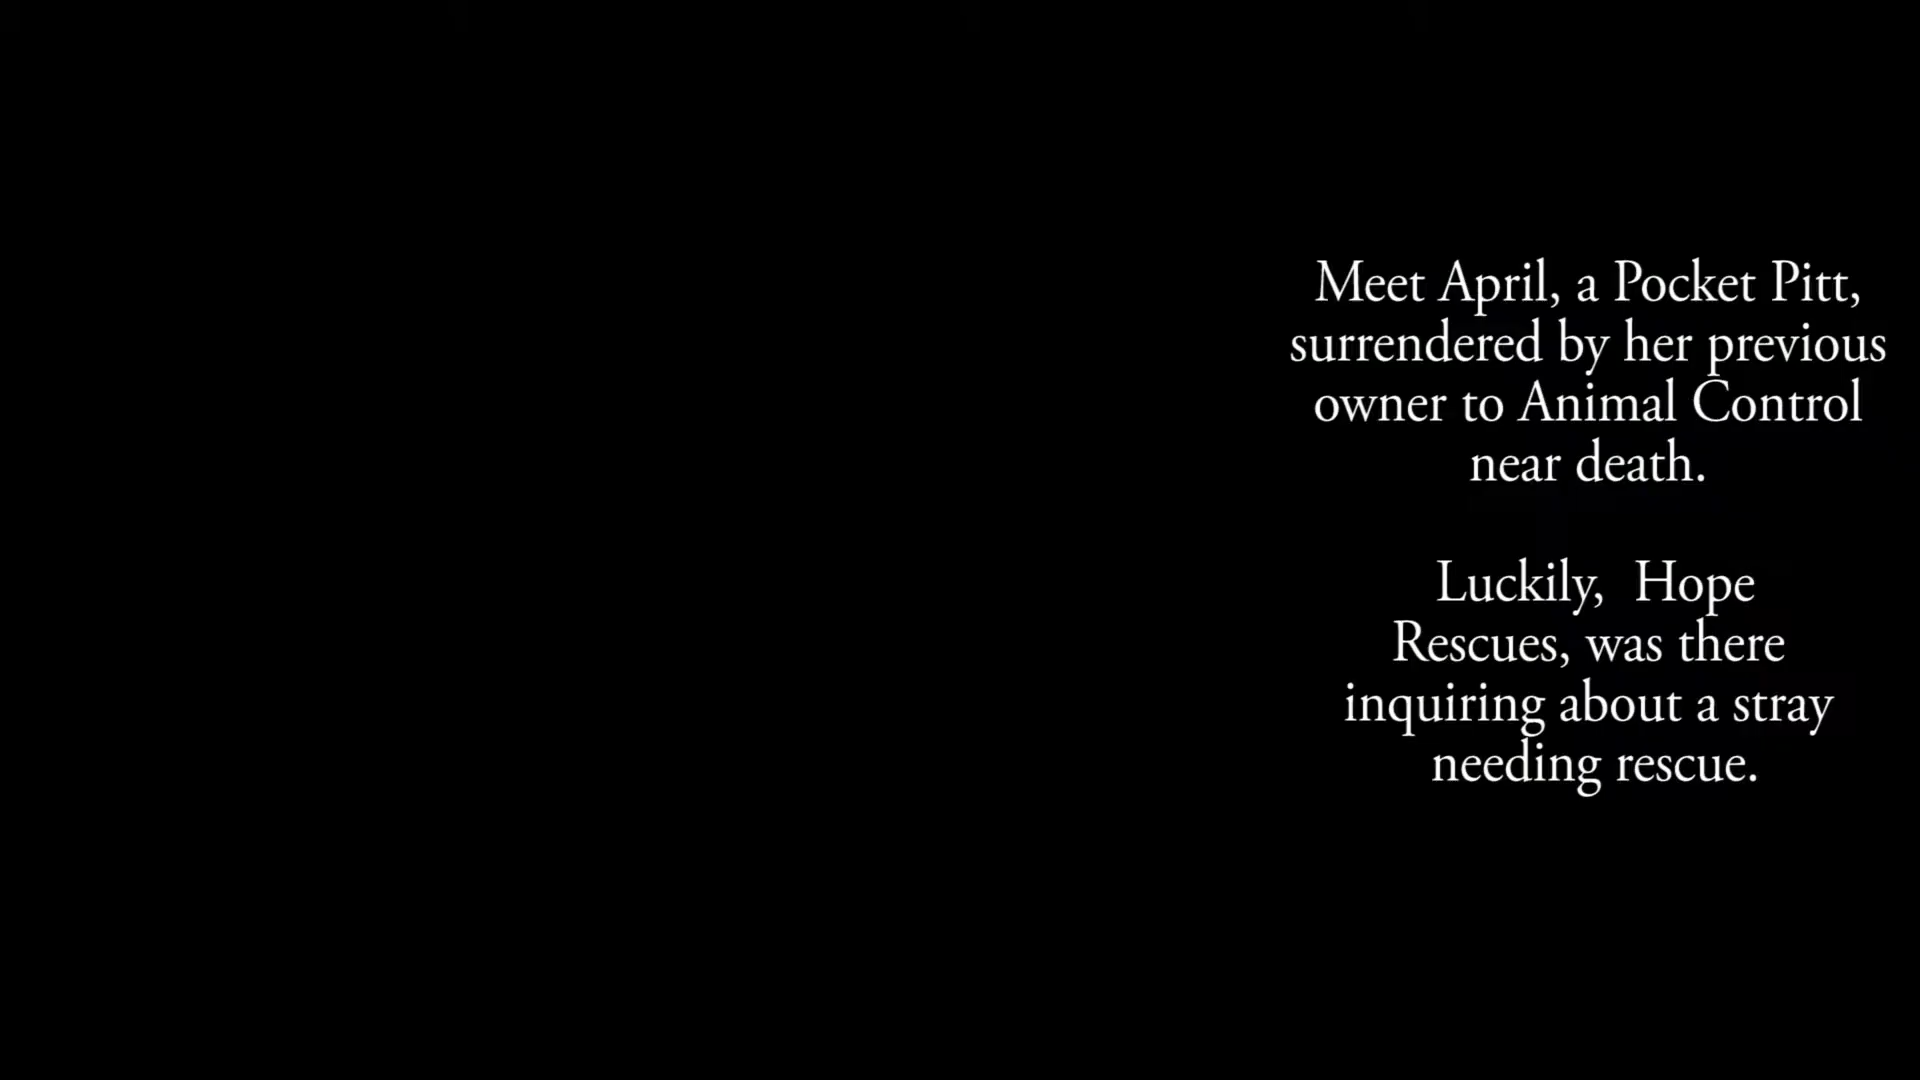 Meet April, a Pocket Pitt,
surrendered by her previous
owner to Animal Control
near death.
Luckily,  Hope
Rescues, was there
inquiring about a stray
needing rescue.